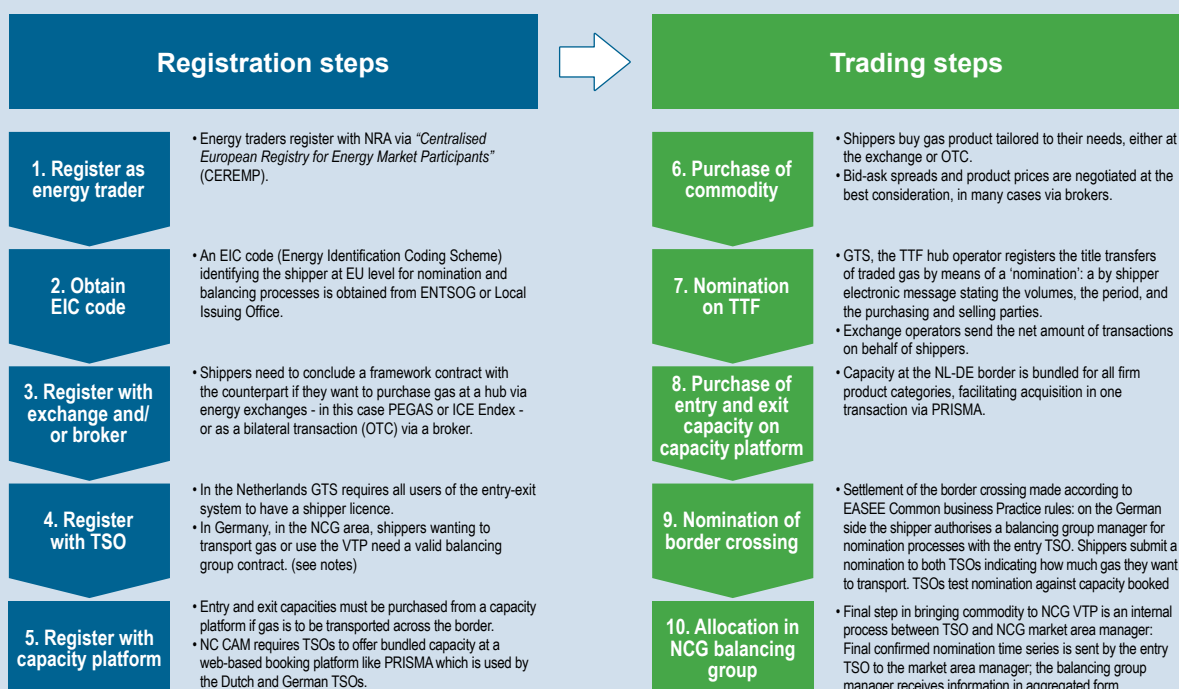 Registration steps
Trading steps
1. Register as
energy trader
• Energy traders register with NRA via “Centralised
European Registry for Energy Market Participants”
(CEREMP).
2. Obtain
EIC code
• An EIC code (Energy Identification Coding Scheme)
identifying the shipper at EU level for nomination and
balancing processes is obtained from ENTSOG or Local
Issuing Office.
3. Register with
exchange and/
or broker
• Shippers need to conclude a framework contract with
the counterpart if they want to purchase gas at a hub via
energy exchanges - in this case PEGAS or ICE Endex -
or as a bilateral transaction (OTC) via a broker.
4. Register
with TSO
• In the Netherlands GTS requires all users of the entry-exit
system to have a shipper licence.
• In Germany, in the NCG area, shippers wanting to
transport gas or use the VTP need a valid balancing
group contract. (see notes)
5. Register with
capacity platform
• Entry and exit capacities must be purchased from a capacity
platform if gas is to be transported across the border.
• NC CAM requires TSOs to offer bundled capacity at a
web-based booking platform like PRISMA which is used by
the Dutch and German TSOs.
6. Purchase of
commodity
• Shippers buy gas product tailored to their needs, either at
the exchange or OTC.
• Bid-ask spreads and product prices are negotiated at the
best consideration, in many cases via brokers.
7. Nomination
on TTF
• GTS, the TTF hub operator registers the title transfers
of traded gas by means of a ‘nomination’: a by shipper
electronic message stating the volumes, the period, and
the purchasing and selling parties.
• Exchange operators send the net amount of transactions
on behalf of shippers.
8. Purchase of
entry and exit
capacity on
capacity platform
• Capacity at the NL-DE border is bundled for all firm
product categories, facilitating acquisition in one
transaction via PRISMA.
9. Nomination of
border crossing
• Settlement of the border crossing made according to
EASEE Common business Practice rules: on the German
side the shipper authorises a balancing group manager for
nomination processes with the entry TSO. Shippers submit a
nomination to both TSOs indicating how much gas they want
to transport. TSOs test nomination against capacity booked
10. Allocation in
NCG balancing
group
• Final step in bringing commodity to NCG VTP is an internal
process between TSO and NCG market area manager:
Final confirmed nomination time series is sent by the entry
TSO to the market area manager; the balancing group
manager receives information in aggregated form